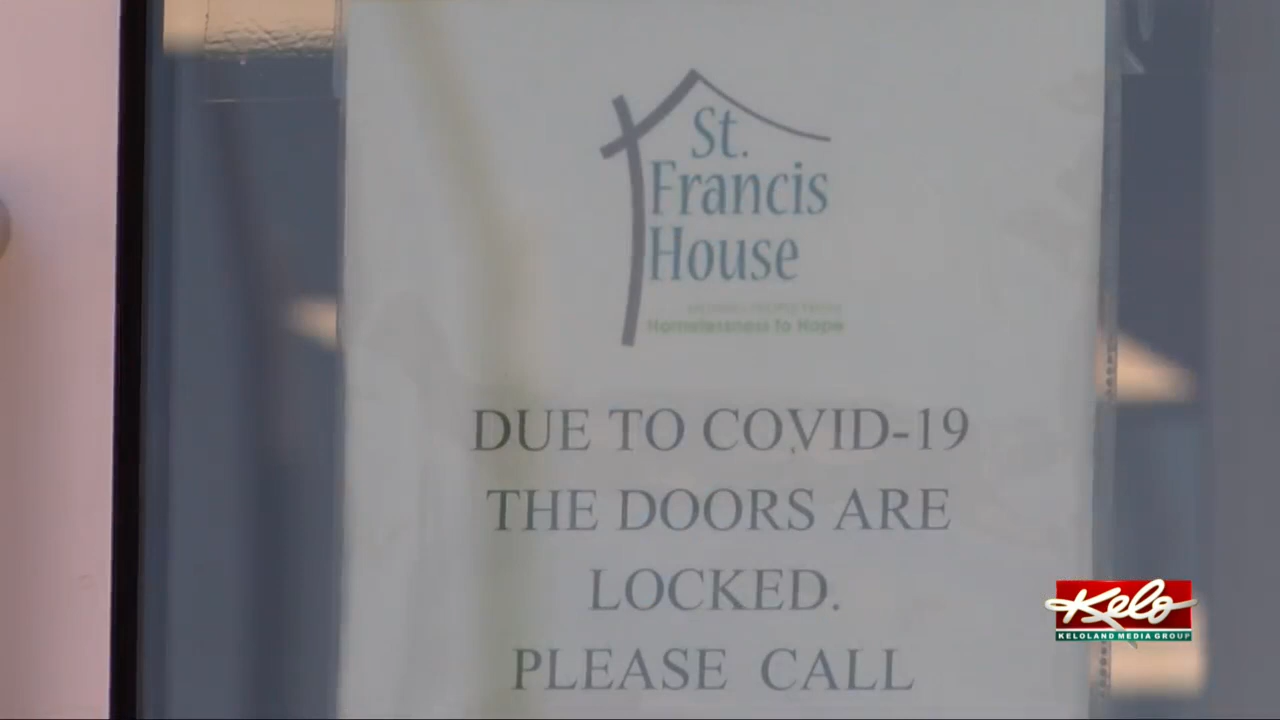 St.
Francis
House
Homelessness to Hope
DUE TO COVID-19
THE DOORS ARE
LOCKED.
PLEASE CALL
Kelo
KELOLAND MEDIA GROUP